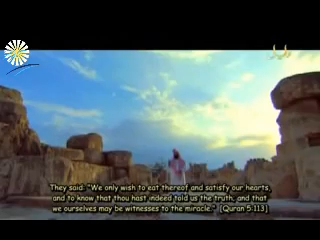 They said: "We only wish to eat thereof and satisfy our hearts,
and to know that thou hast indeed told us the truth, and that
we ourselves may be witnesses to the miracle." [Quran 5:113]